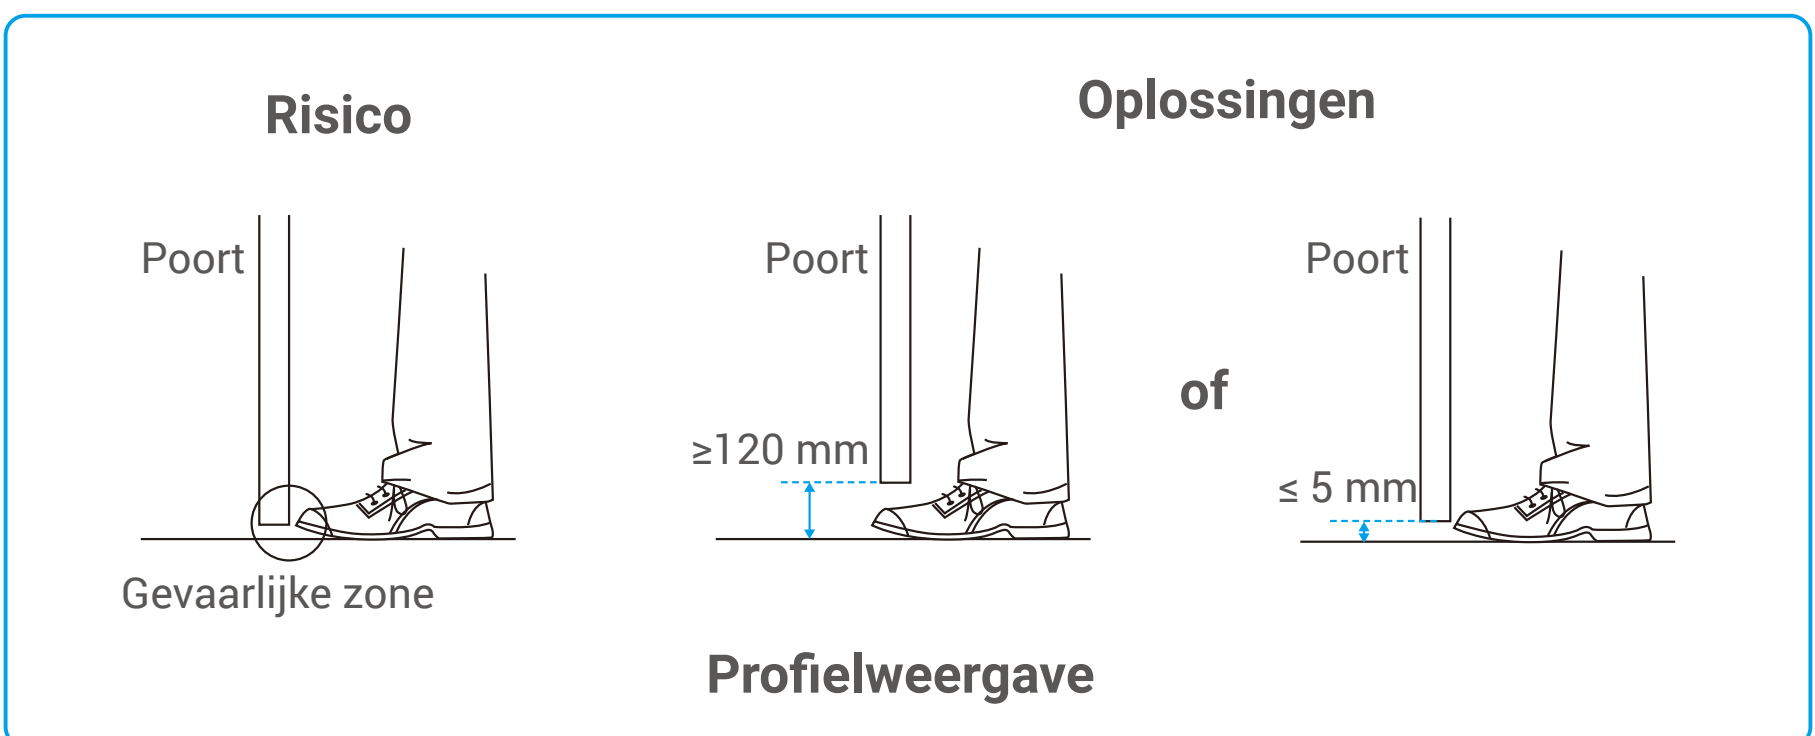 Risico
Oplossingen
Poort
Poort
Poort
≥120 mm
of
≤ 5 mm
Gevaarlijke zone
Profielweergave